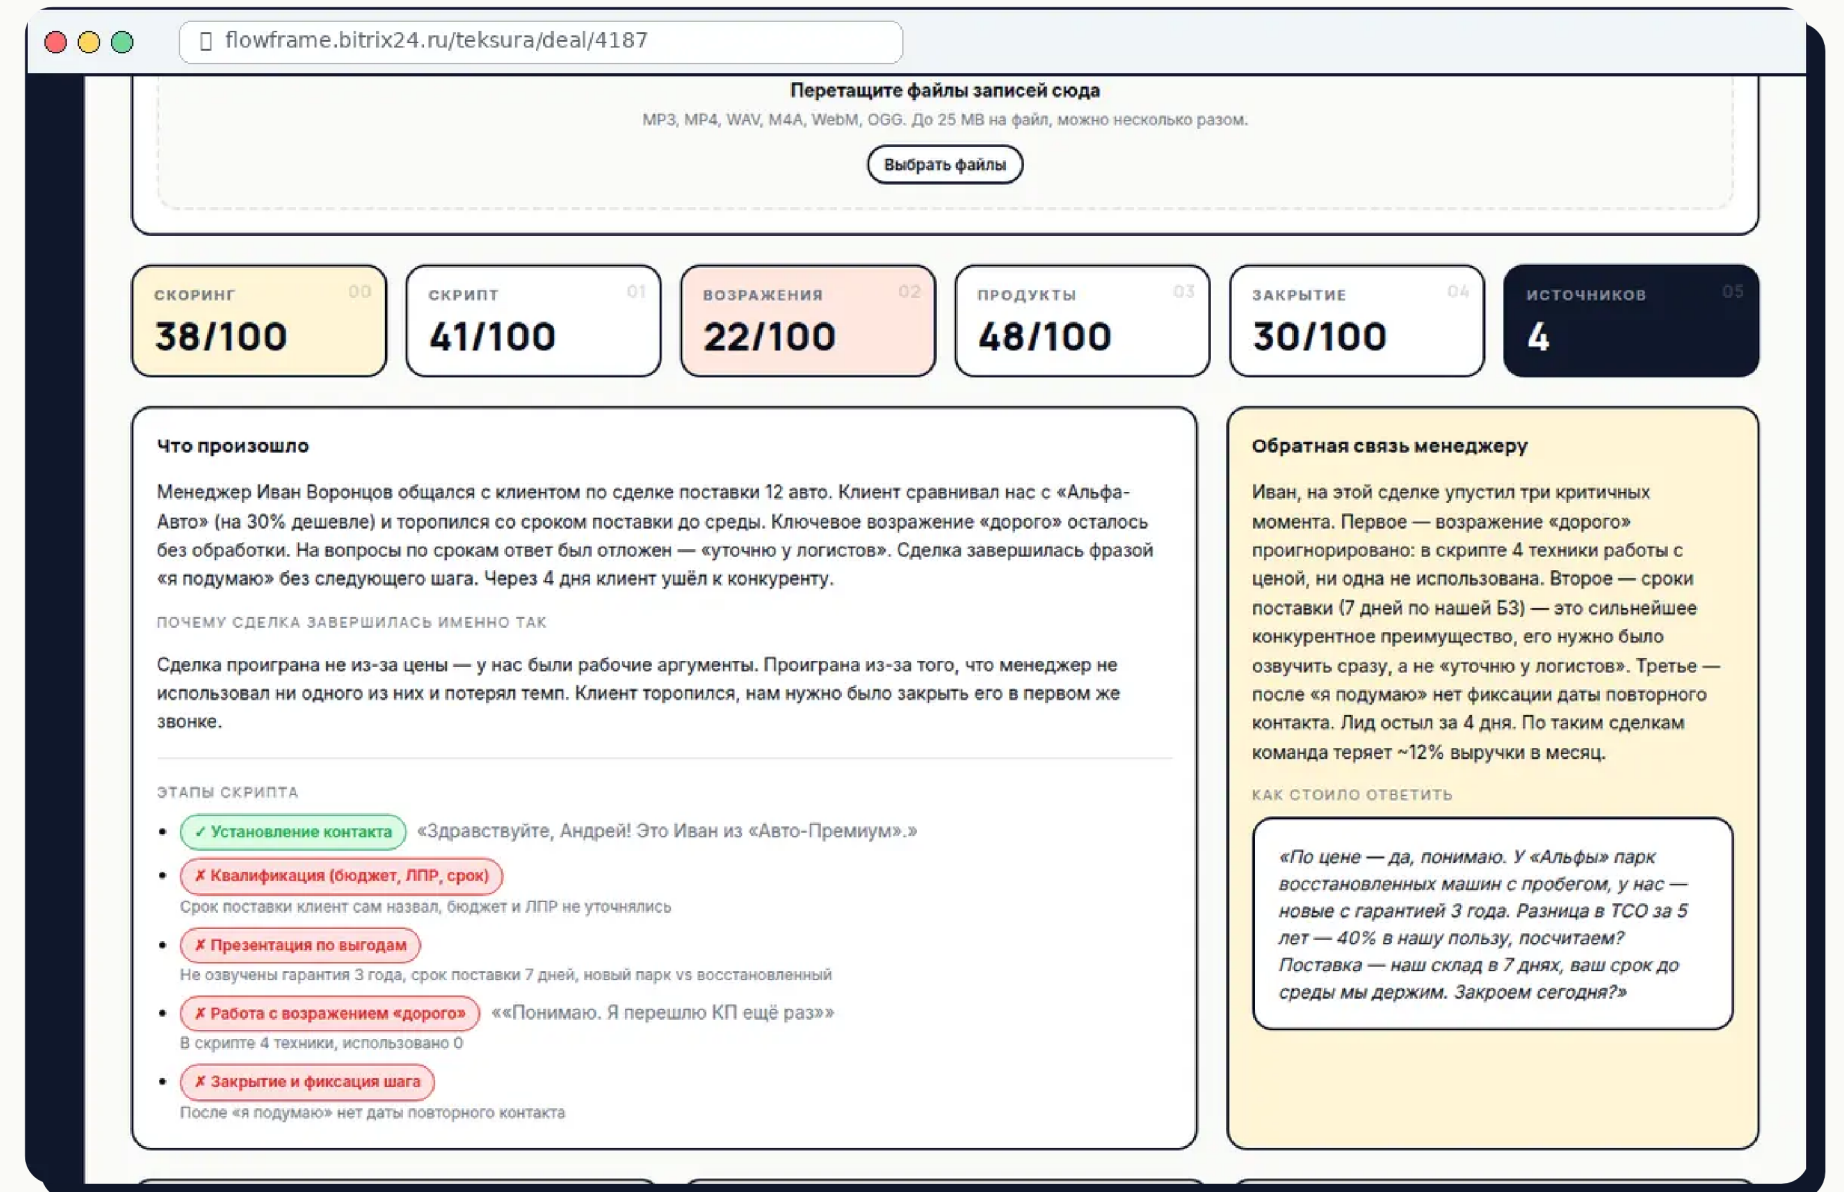 flowframe.bitrix24.ru/teksura/deal/4187
Перетащите файлы записей сюда
MP3, MP4, WAV, M4A, WebM, OGG. До 25 MB на файл, можно несколько разом.
Выбрать файлы
СКОРИНГ 00
38/100
СКРИПТ 01
41/100
ВОЗРАЖЕНИЯ 02
22/100
ПРОДУКТЫ 03
48/100
ЗАКРЫТИЕ 04
30/100
ИСТОЧНИКОВ 05
4
Что произошло
Менеджер Иван Воронцов общался с клиентом по сделке поставки 12 авто. Клиент сравнивал нас с «Альфа-
Авто» (на 30% дешевле) и торопился со сроком поставки до среды. Ключевое возражение «дорого» осталось
без обработки. На вопросы по срокам ответ был отложен — «уточню у логистов». Сделка завершилась фразой
«я подумаю» без следующего шага. Через 4 дня клиент ушёл к конкуренту.
ПОЧЕМУ СДЕЛКА ЗАВЕРШИЛАСЬ ИМЕННО ТАК
Сделка проиграна не из-за цены — у нас были рабочие аргументы. Проиграна из-за того, что менеджер не
использовал ни одного из них и потерял темп. Клиент торопился, нам нужно было закрыть его в первом же
звонке.
ЭТАПЫ СКРИПТА
• ✓ Установление контакта «Здравствуйте, Андрей! Это Иван из «Авто-Премиум».»
• ✗ Квалификация (бюджет, ЛПР, срок)
Срок поставки клиент сам назвал, бюджет и ЛПР не уточнялись
• ✗ Презентация по выгодам
Не озвучены гарантия 3 года, срок поставки 7 дней, новый парк vs восстановленный
• ✗ Работа с возражением «дорого» ««Понимаю. Я перешлю КП ещё раз»»
В скрипте 4 техники, использовано 0
• ✗ Закрытие и фиксация шага
После «я подумаю» нет даты повторного контакта
Обратная связь менеджеру
Иван, на этой сделке упустил три критичных
момента. Первое — возражение «дорого»
проигнорировано: в скрипте 4 техники работы с
ценой, ни одна не использована. Второе — сроки
поставки (7 дней по нашей БЗ) — это сильнейшее
конкурентное преимущество, его нужно было
озвучить сразу, а не «уточню у логистов». Третье —
после «я подумаю» нет фиксации даты повторного
контакта. Лид остыл за 4 дня. По таким сделкам
команда теряет ~12% выручки в месяц.
КАК СТОИЛО ОТВЕТИТЬ
«По цене — да, понимаю. У «Альфы» парк
восстановленных машин с пробегом, у нас —
новые с гарантией 3 года. Разница в ТСО за 5
лет — 40% в нашу пользу, посчитаем?
Поставка — наш склад в 7 днях, ваш срок до
среды мы держим. Закроем сегодня?»